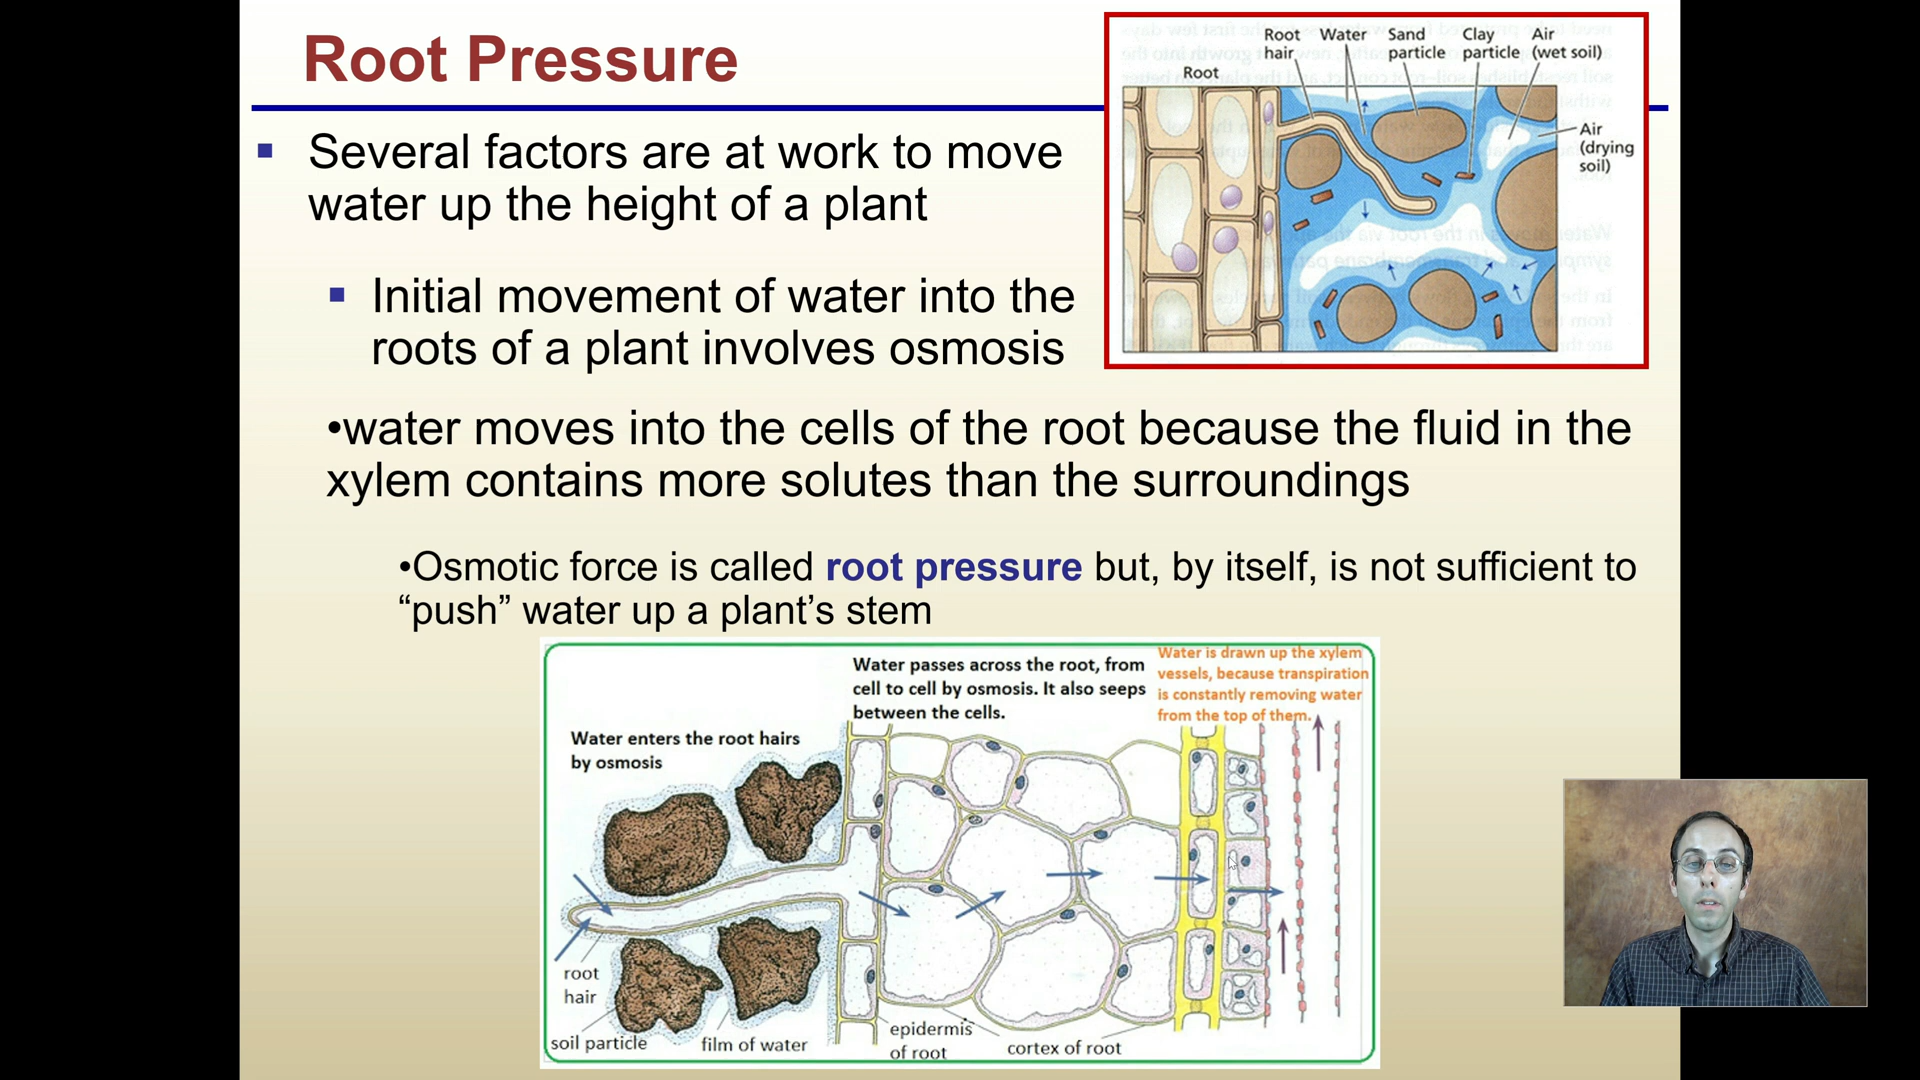 Root Pressure
▪ Several factors are at work to move
water up the height of a plant
▪ Initial movement of water into the
roots of a plant involves osmosis
•water moves into the cells of the root because the fluid in the
xylem contains more solutes than the surroundings
•Osmotic force is called root pressure but, by itself, is not sufficient to
“push” water up a plant’s stem
Root
Root
hair
Water
Sand
particle
Clay
particle
Air
(wet soil)
Air
(drying
soil)
Water enters the root hairs
by osmosis
Water passes across the root, from
cell to cell by osmosis. It also seeps
between the cells.
Water is drawn up the xylem
vessels, because transpiration
is constantly removing water
from the top of them.
root
hair
soil particle
film of water
epidermis
of root
cortex of root